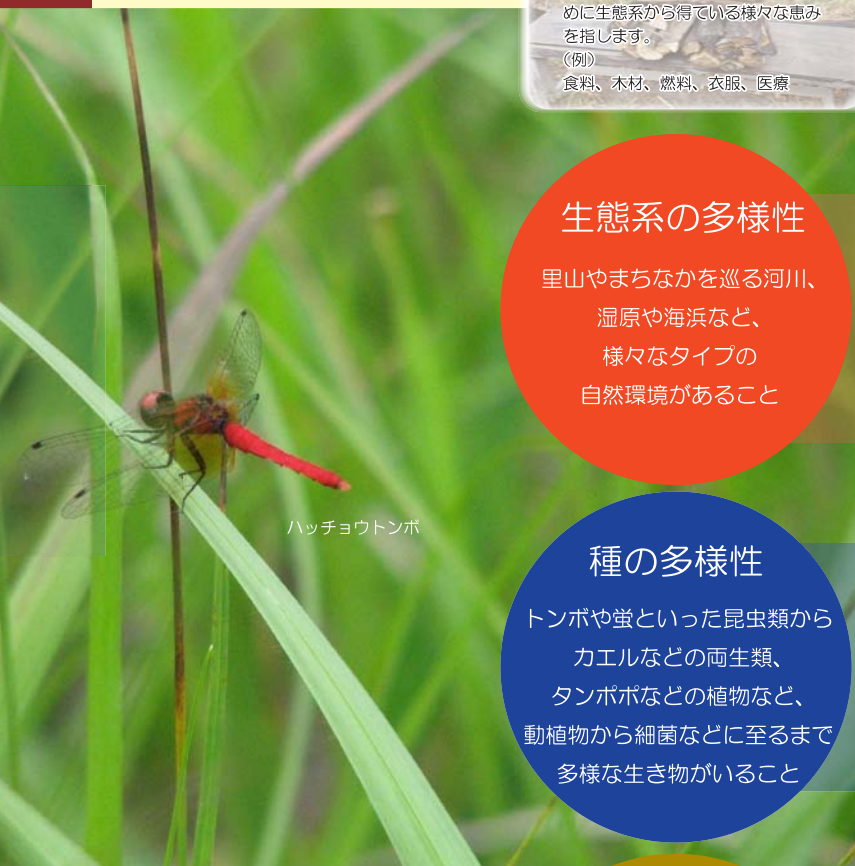 めに生態系から得ている様々な恵み
を指します。
(例)
食料、木材、燃料、衣服、医療
生態系の多様性
里山やまちなかを巡る河川、
湿原や海浜など、
様々なタイプの
自然環境があること
ハッチョウトンボ
種の多様性
トンボや蛍といった昆虫類から
カエルなどの両生類、
タンポポなどの植物など、
動植物から細菌などに至るまで
多様な生き物がいること